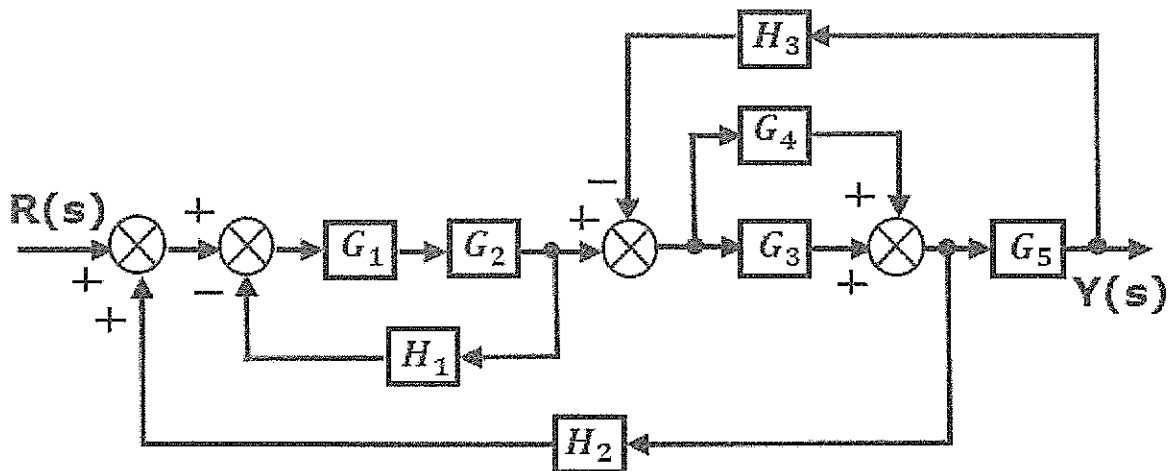 H₃
G₄
R(s)
+
+
+
+
−
G₁
G₂
+
−
G₃
+
+
G₅
Y(s)
H₁
H₂